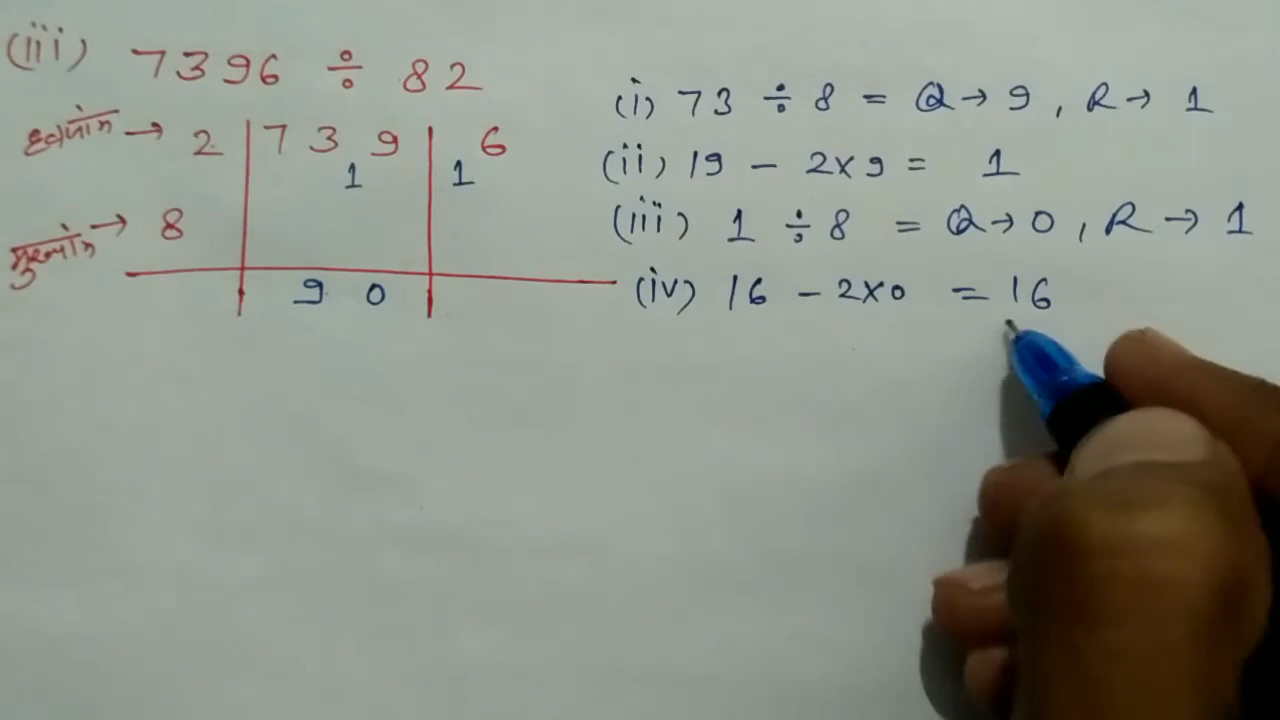 (iii) 7396 ÷ 82
ध्वजांक → 2 | 7 3 9 | 6
1 | 1
मुख्यांक → 8
9 0
(i) 73 ÷ 8 = Q → 9 , R → 1
(ii) 19 - 2×9 = 1
(iii) 1 ÷ 8 = Q → 0 , R → 1
(iv) 16 - 2×0 = 16